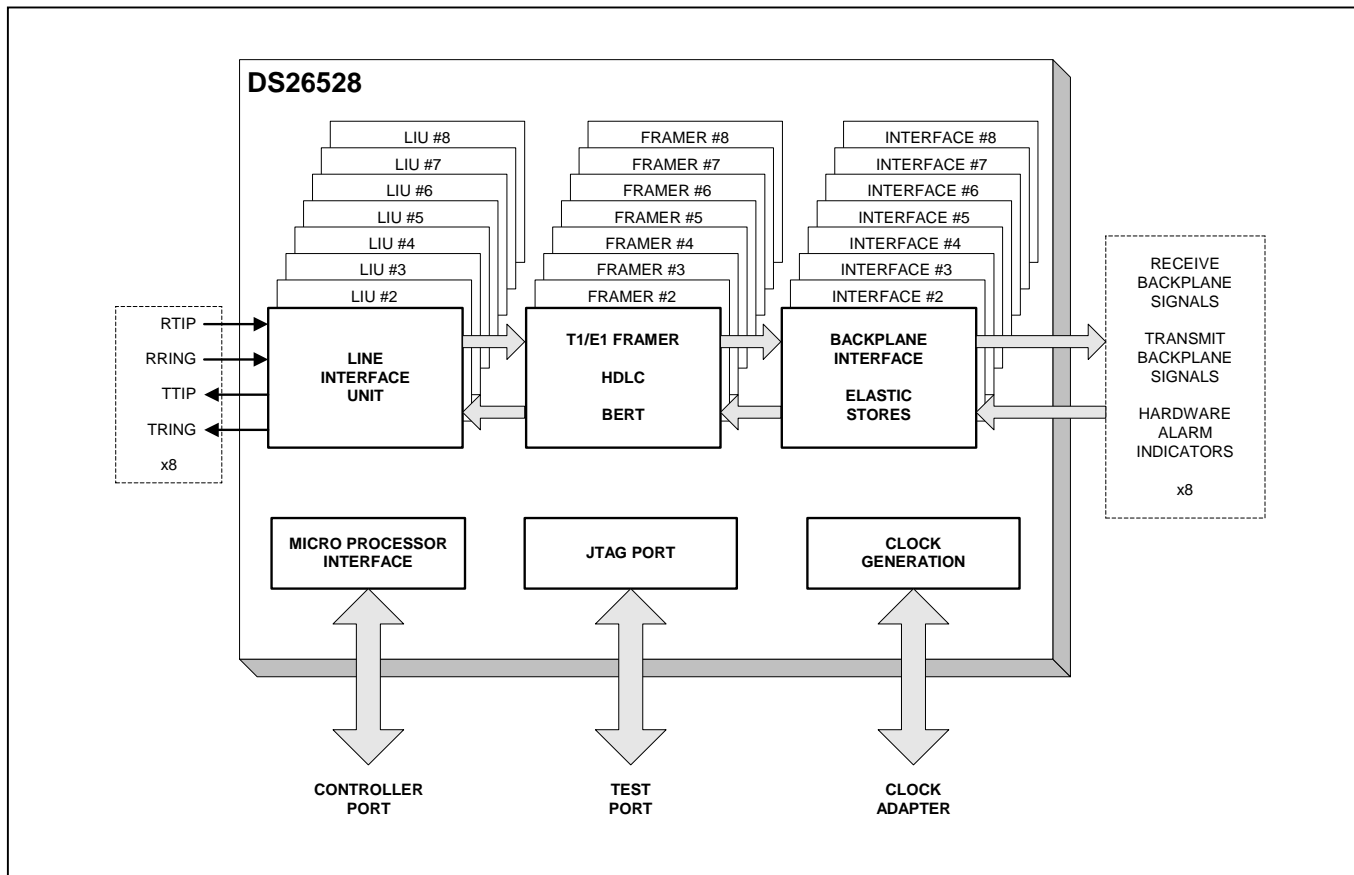 DS26528
LIU #8
LIU #7
LIU #6
LIU #5
LIU #4
LIU #3
LIU #2
FRAMER #8
FRAMER #7
FRAMER #6
FRAMER #5
FRAMER #4
FRAMER #3
FRAMER #2
INTERFACE #8
INTERFACE #7
INTERFACE #6
INTERFACE #5
INTERFACE #4
INTERFACE #3
INTERFACE #2
RTIP
RRING
TTIP
TRING
x8
LINE
INTERFACE
UNIT
T1/E1 FRAMER
HDLC
BERT
BACKPLANE
INTERFACE
ELASTIC
STORES
RECEIVE
BACKPLANE
SIGNALS
TRANSMIT
BACKPLANE
SIGNALS
HARDWARE
ALARM
INDICATORS
x8
MICRO PROCESSOR
INTERFACE
JTAG PORT
CLOCK
GENERATION
CONTROLLER
PORT
TEST
PORT
CLOCK
ADAPTER